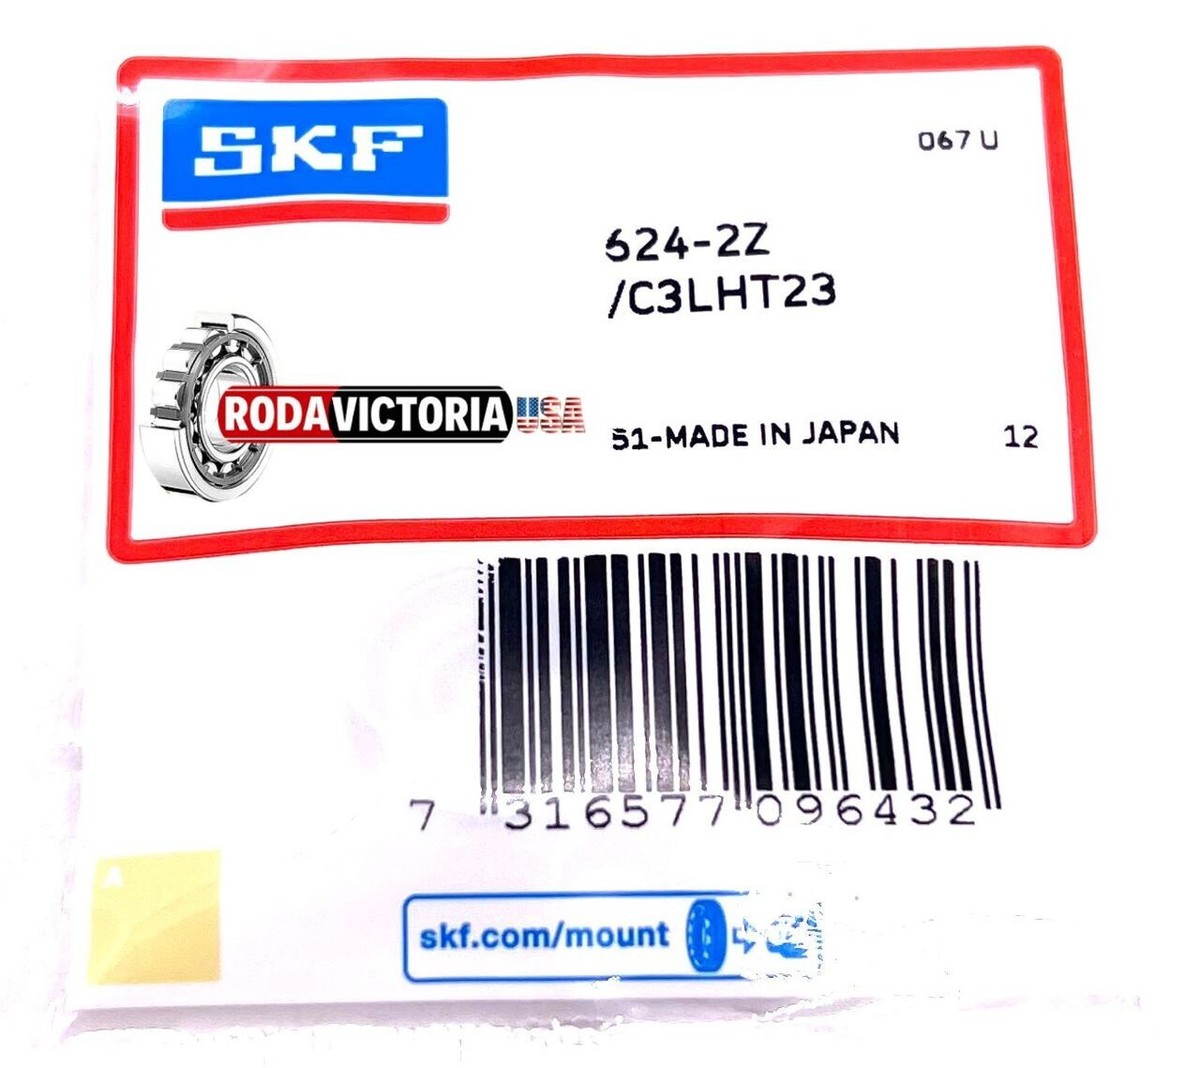 SKF
067 U
624-2Z
/C3LHT23
RODAVICTORIA USA
51-MADE IN JAPAN
12
7 316577 096432
A
skf.com/mount